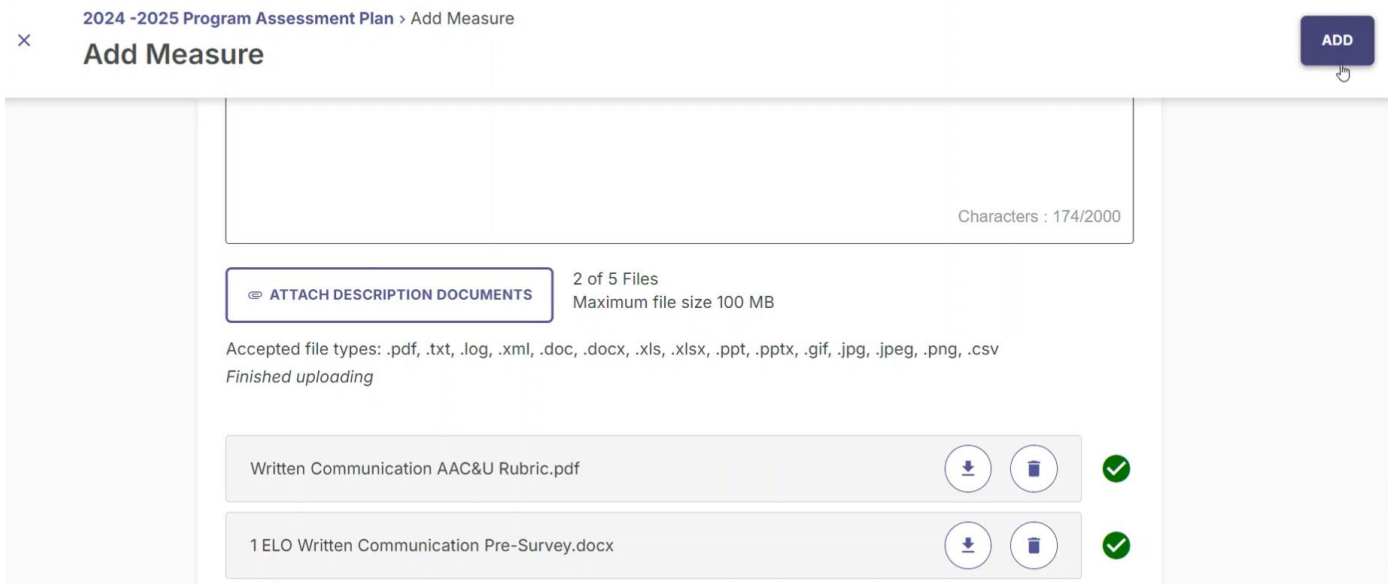 2024 -2025 Program Assessment Plan › Add Measure
Add Measure
ADD
Characters : 174/2000
ATTACH DESCRIPTION DOCUMENTS
2 of 5 Files
Maximum file size 100 MB
Accepted file types: .pdf, .txt, .log, .xml, .doc, .docx, .xls, .xlsx, .ppt, .pptx, .gif, .jpg, .jpeg, .png, .csv
Finished uploading
Written Communication AAC&U Rubric.pdf
1 ELO Written Communication Pre-Survey.docx